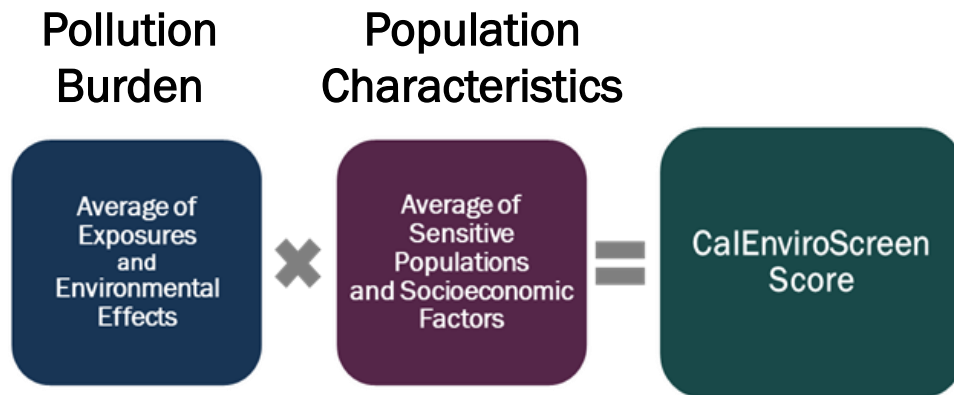 Pollution
Burden
Population
Characteristics
Average of
Exposures
and
Environmental
Effects
Average of
Sensitive
Populations
and Socioeconomic
Factors
CalEnviroScreen
Score